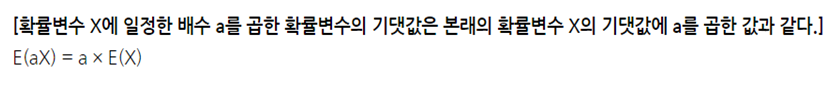 [확률변수 X에 일정한 배수 a를 곱한 확률변수의 기댓값은 본래의 확률변수 X의 기댓값에 a를 곱한 값과 같다.]
E(aX) = a × E(X)